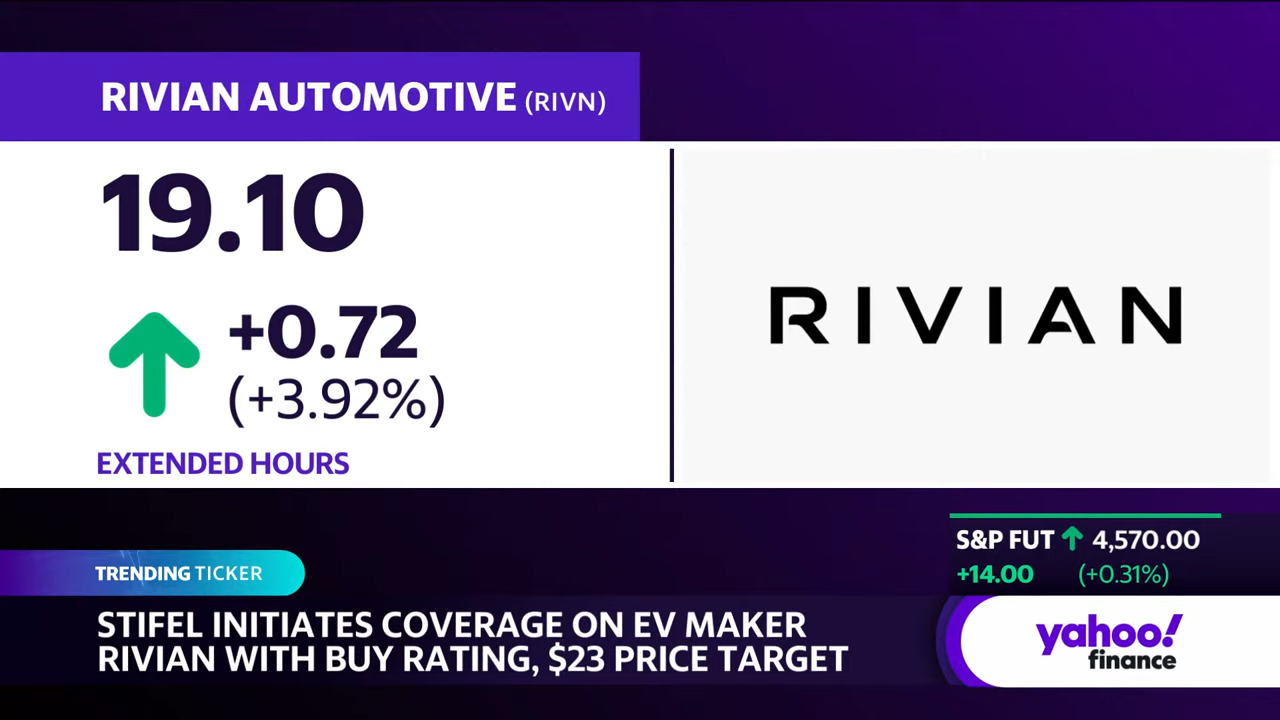 RIVIAN AUTOMOTIVE (RIVN)
19.10
+0.72
(+3.92%)
EXTENDED HOURS
RIVIAN
TRENDING TICKER
STIFEL INITIATES COVERAGE ON EV MAKER
RIVIAN WITH BUY RATING, $23 PRICE TARGET
S&P FUT 4,570.00
+14.00 (+0.31%)
yahoo!
finance